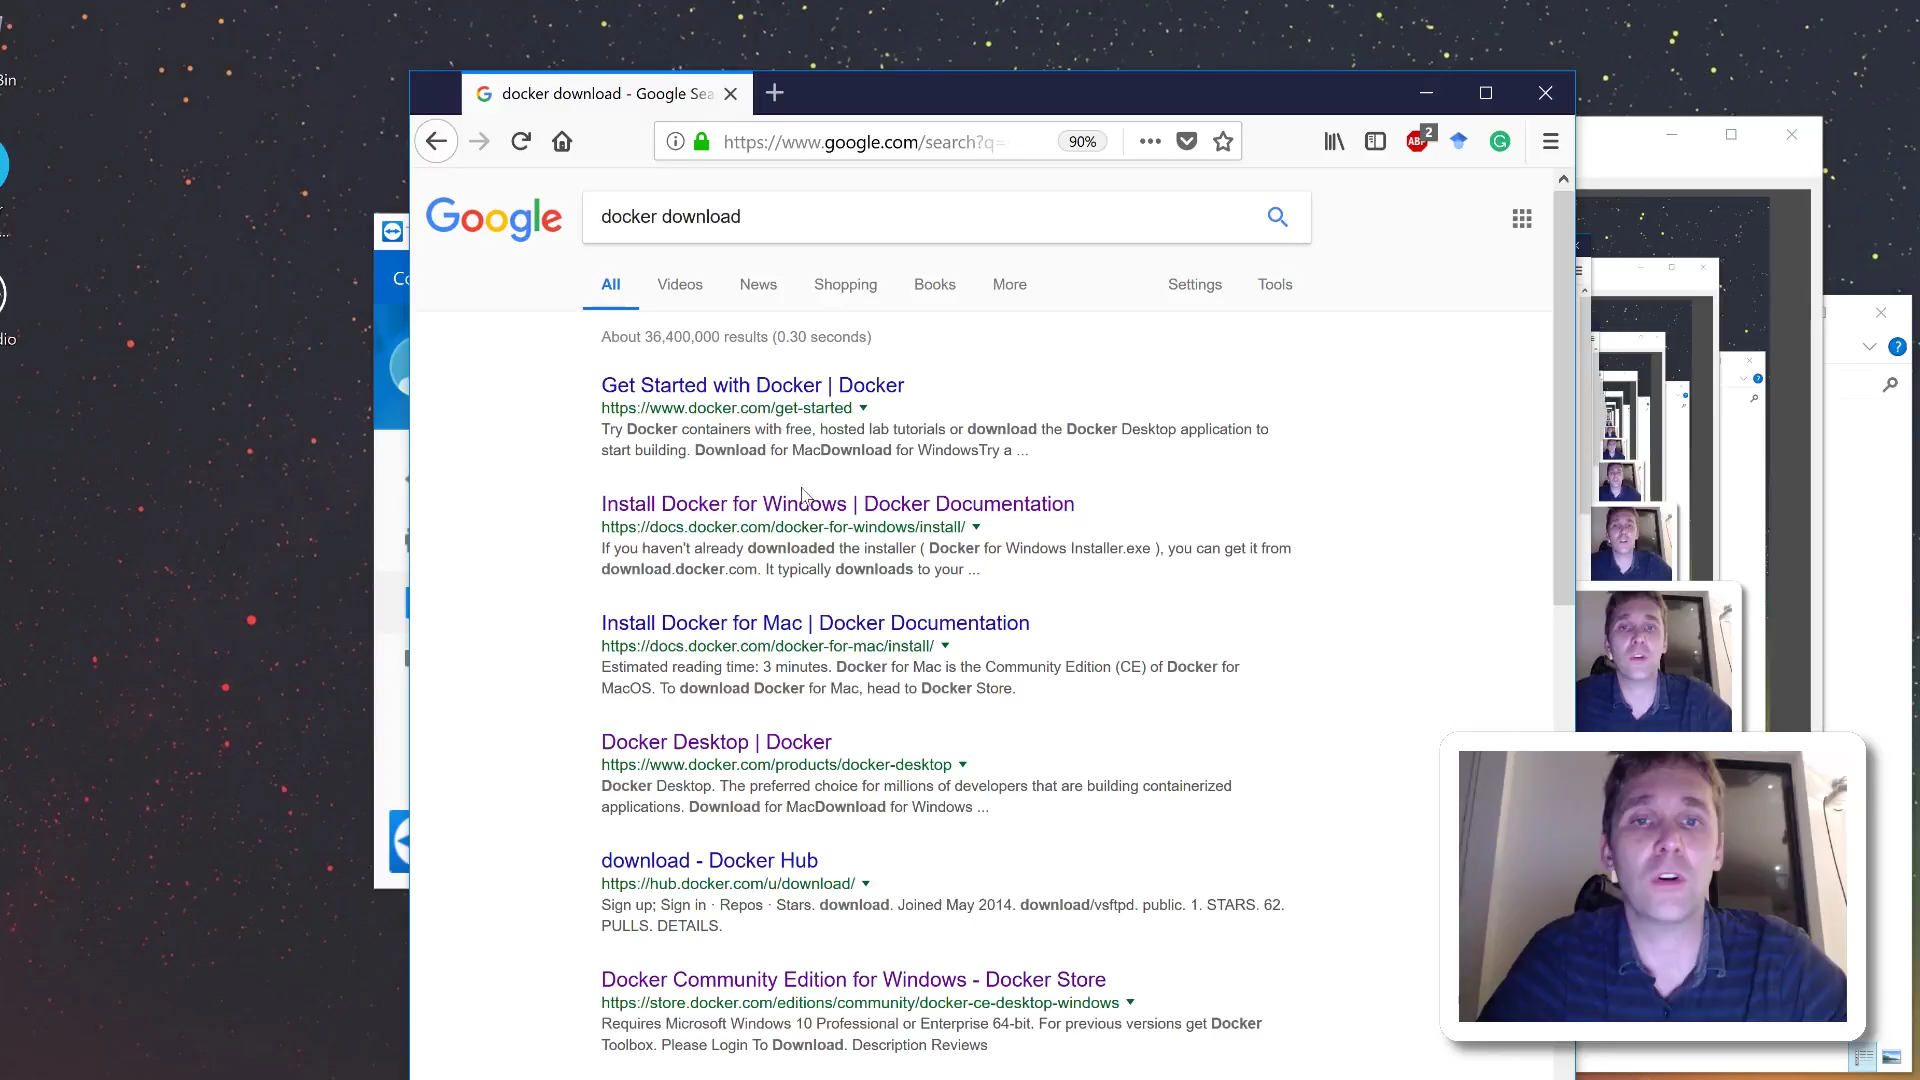 Bin
docker download - Google Sea
https://www.google.com/search?q=
90%
ABP
2
Google
docker download
All
Videos
News
Shopping
Books
More
Settings
Tools
About 36,400,000 results (0.30 seconds)
Get Started with Docker | Docker
https://www.docker.com/get-started
Try Docker containers with free, hosted lab tutorials or download the Docker Desktop application to
start building. Download for MacDownload for WindowsTry a ...
Install Docker for Windows | Docker Documentation
https://docs.docker.com/docker-for-windows/install/
If you haven't already downloaded the installer ( Docker for Windows Installer.exe ), you can get it from
download.docker.com. It typically downloads to your ...
Install Docker for Mac | Docker Documentation
https://docs.docker.com/docker-for-mac/install/
Estimated reading time: 3 minutes. Docker for Mac is the Community Edition (CE) of Docker for
MacOS. To download Docker for Mac, head to Docker Store.
Docker Desktop | Docker
https://www.docker.com/products/docker-desktop
Docker Desktop. The preferred choice for millions of developers that are building containerized
applications. Download for MacDownload for Windows ...
download - Docker Hub
https://hub.docker.com/u/download/
Sign up; Sign in · Repos · Stars. download. Joined May 2014. download/vsftpd. public. 1. STARS. 62.
PULLS. DETAILS.
Docker Community Edition for Windows - Docker Store
https://store.docker.com/editions/community/docker-ce-desktop-windows
Requires Microsoft Windows 10 Professional or Enterprise 64-bit. For previous versions get Docker
Toolbox. Please Login To Download. Description Reviews